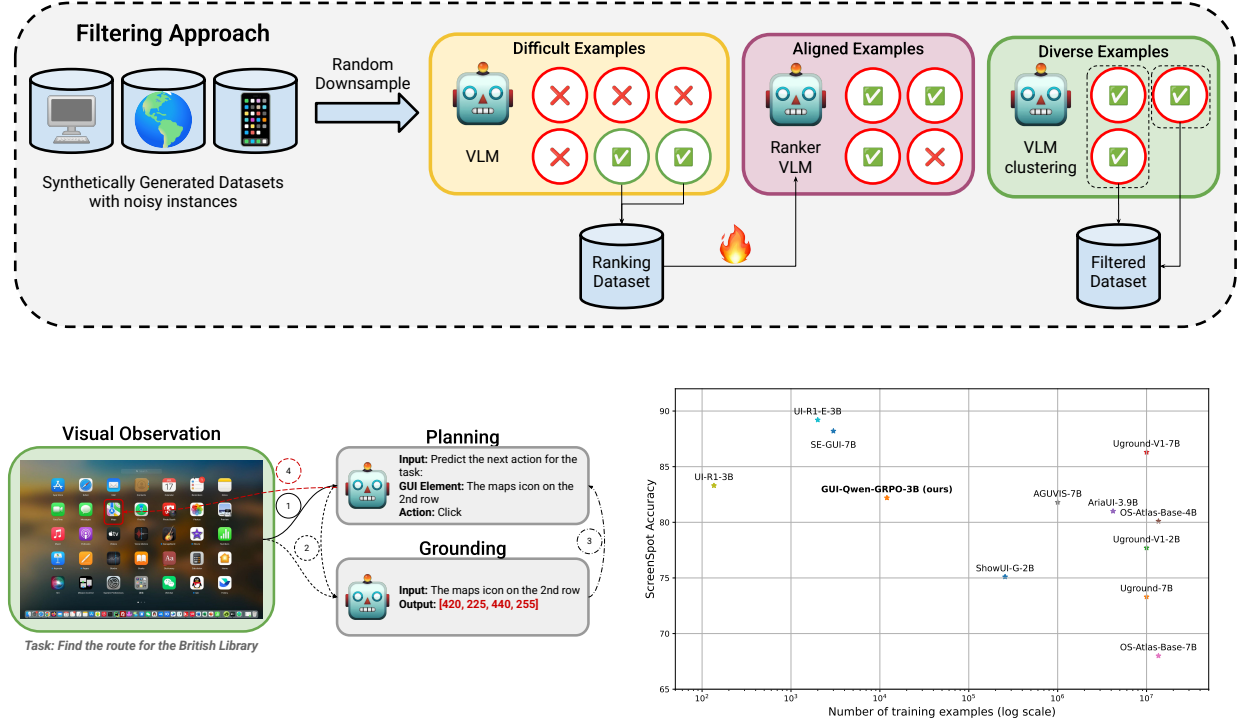 Filtering Approach
Synthetically Generated Datasets
with noisy instances
Random
Downsample
Difficult Examples
VLM
Ranking
Dataset
Aligned Examples
Ranker
VLM
Diverse Examples
VLM
clustering
Filtered
Dataset
Visual Observation
Task: Find the route for the British Library
4
1
2
3
Planning
Input: Predict the next action for the
task:
GUI Element: The maps icon on the
2nd row
Action: Click
Grounding
Input: The maps icon on the 2nd row
Output: [420, 225, 440, 255]
ScreenSpot Accuracy
90
85
80
75
70
65
UI-R1-E-3B
SE-GUI-7B
Uground-V1-7B
UI-R1-3B
GUI-Qwen-GRPO-3B (ours)
AGUVIS-7B
AriaUI-3.9B
OS-Atlas-Base-4B
Uground-V1-2B
ShowUI-G-2B
Uground-7B
OS-Atlas-Base-7B
10² 10³ 10⁴ 10⁵ 10⁶ 10⁷
Number of training examples (log scale)